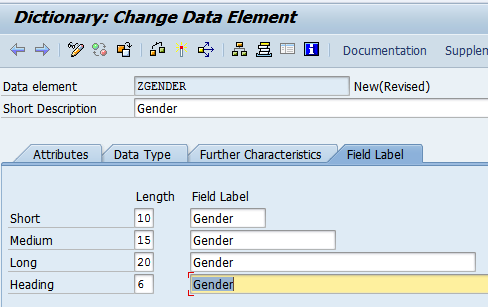 Dictionary: Change Data Element
Documentation Supplen
Data element ZGENDER New(Revised)
Short Description Gender
Attributes Data Type Further Characteristics Field Label
Length Field Label
Short 10 Gender
Medium 15 Gender
Long 20 Gender
Heading 6 Gender